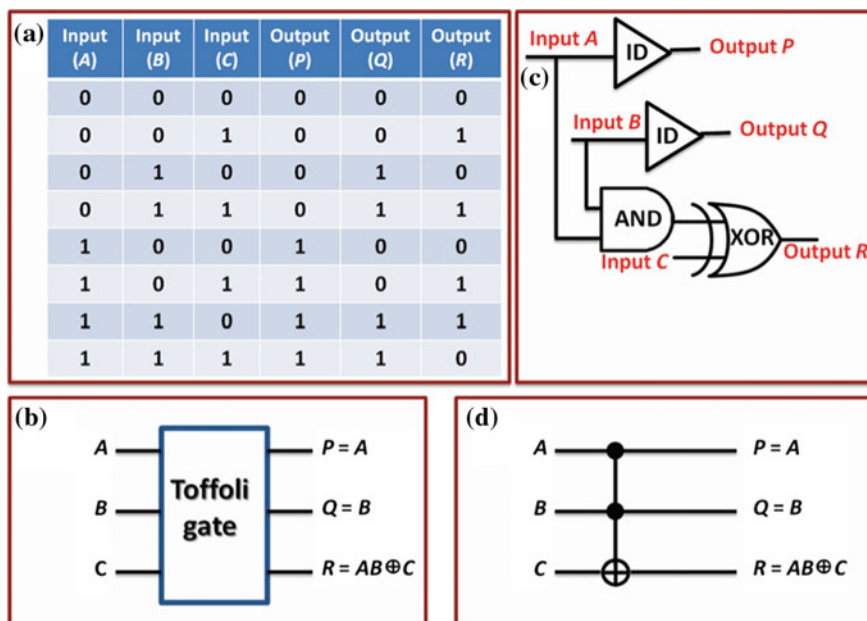 (a)
Input Input Input Output Output Output
(A) (B) (C) (P) (Q) (R)
0 0 0 0 0 0
0 0 1 0 0 1
0 1 0 0 1 0
0 1 1 0 1 1
1 0 0 1 0 0
1 0 1 1 0 1
1 1 0 1 1 1
1 1 1 1 1 0
(c)
Input A ID Output P
Input B ID Output Q
AND XOR
Input C Output R
(b)
A P = A
Toffoli
B Q = B
gate
C R = AB⊕C
(d)
A P = A
B Q = B
C R = AB⊕C